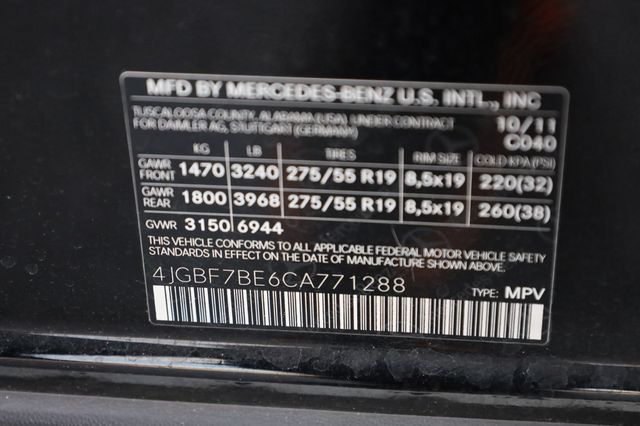 MFD BY MERCEDES-BENZ U.S. INTL., INC
TUSCALOOSA COUNTY, ALABAMA (USA) UNDER CONTRACT 10/11
FOR DAIMLER AG, STUTTGART (GERMANY) C040
KG LB TIRES RIM SIZE COLD KPA (PSI)
GAWR FRONT 1470 3240 275/55 R19 8,5x19 220(32)
GAWR REAR 1800 3968 275/55 R19 8,5x19 260(38)
GVWR 3150 6944
THIS VEHICLE CONFORMS TO ALL APPLICABLE FEDERAL MOTOR VEHICLE SAFETY
STANDARDS IN EFFECT ON THE DATE OF MANUFACTURE SHOWN ABOVE.
4JGBF7BE6CA771288 TYPE: MPV